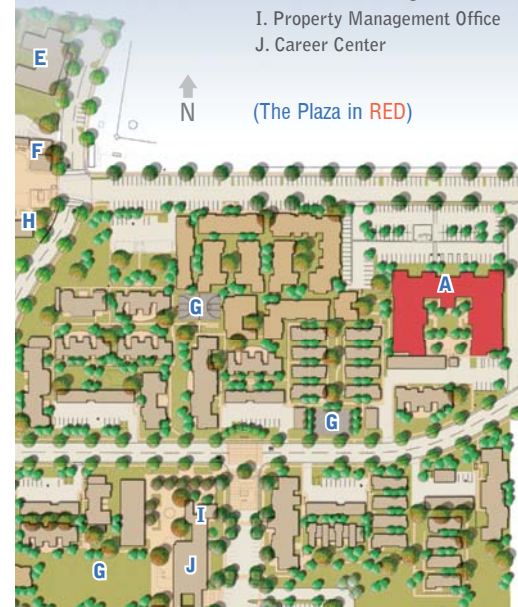 I. Property Management Office
J. Career Center
E
N
(The Plaza in RED)
F
H
A
G
G
I
G
J